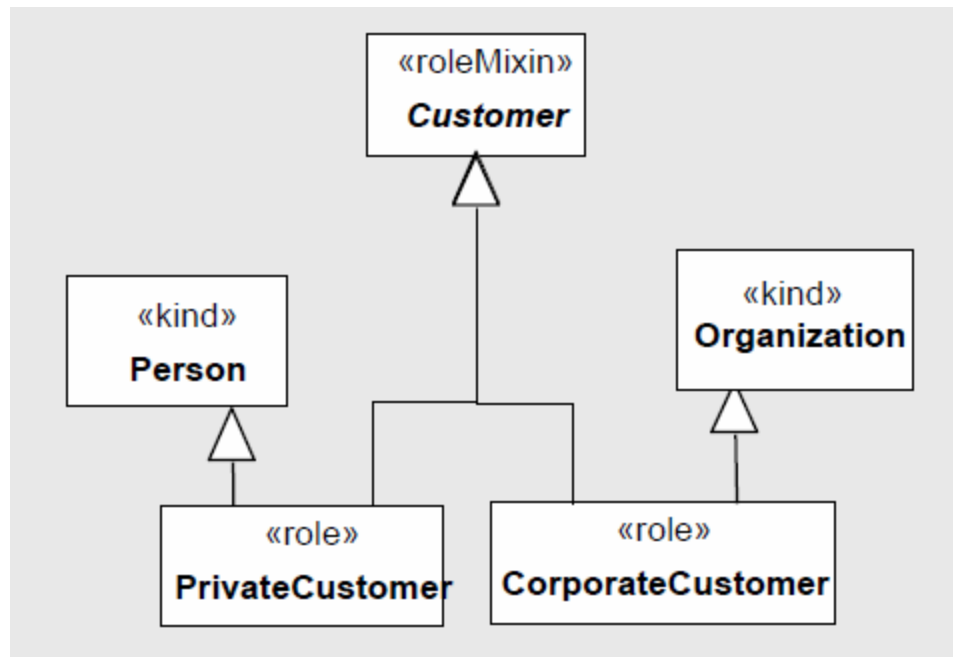 «roleMixin»
Customer
«kind»
Person
«kind»
Organization
«role»
PrivateCustomer
«role»
CorporateCustomer